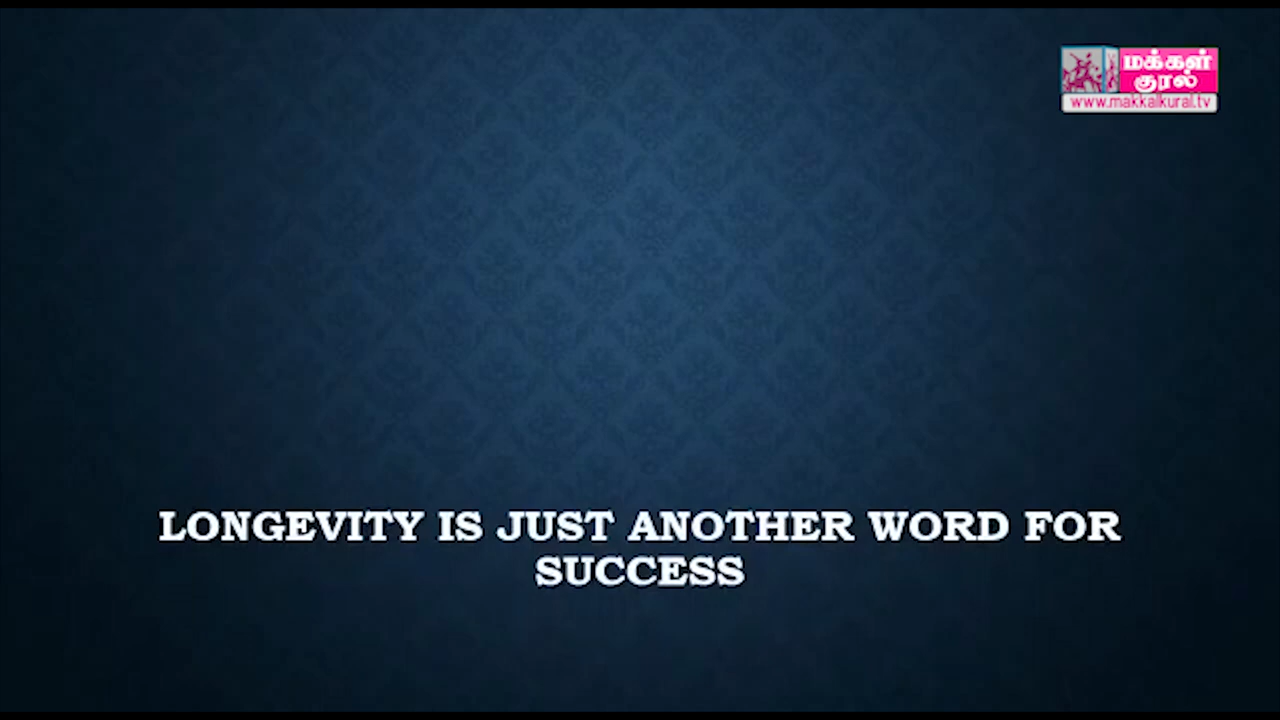 மக்கள்
குரல்
www.makkalkural.tv
LONGEVITY IS JUST ANOTHER WORD FOR
SUCCESS